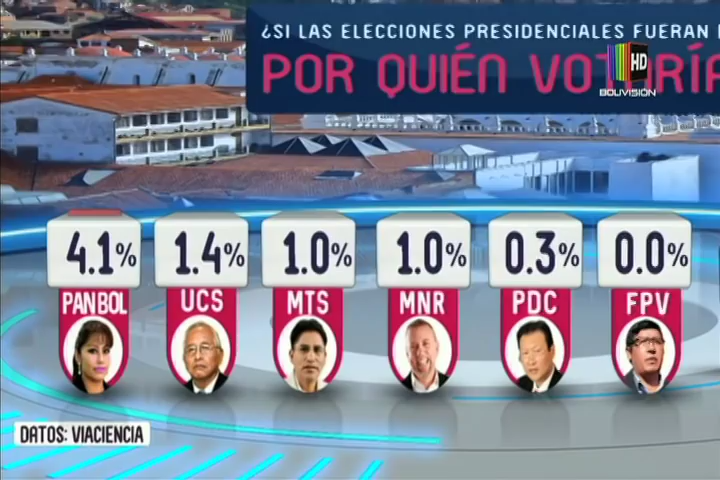 ¿SI LAS ELECCIONES PRESIDENCIALES FUERAN
POR QUIÉN VOTARÍA
HD
BOLIVISIÓN
4.1% 1.4% 1.0% 1.0% 0.3% 0.0%
PANBOL UCS MTS MNR PDC FPV
DATOS: VIACIENCIA